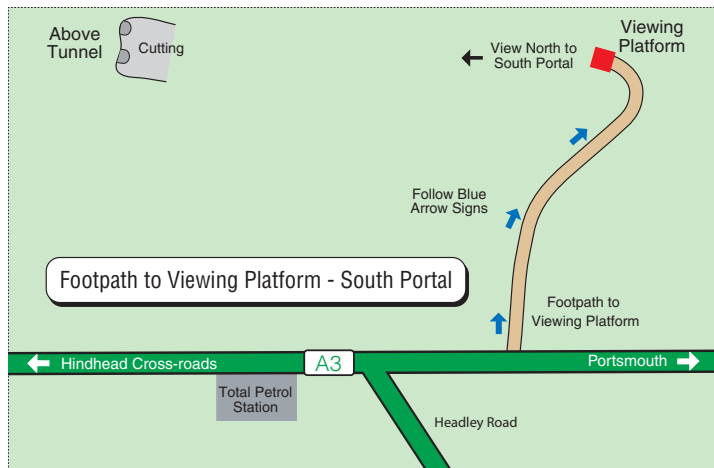 Above
Tunnel
Cutting
Viewing
Platform
View North to
South Portal
Follow Blue
Arrow Signs
Footpath to Viewing Platform - South Portal
Footpath to
Viewing Platform
Hindhead Cross-roads
A3
Portsmouth
Total Petrol
Station
Headley Road